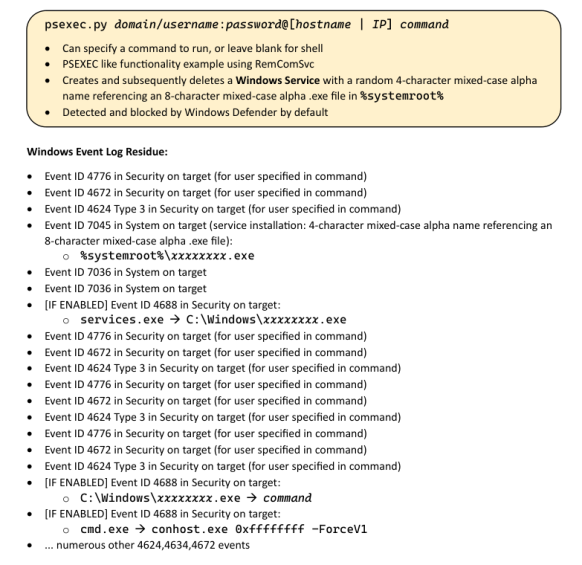 psexec.py domain/username:password@[hostname | IP] command
• Can specify a command to run, or leave blank for shell
• PSEXEC like functionality example using RemComSvc
• Creates and subsequently deletes a Windows Service with a random 4-character mixed-case alpha
name referencing an 8-character mixed-case alpha .exe file in %systemroot%
• Detected and blocked by Windows Defender by default
Windows Event Log Residue:
• Event ID 4776 in Security on target (for user specified in command)
• Event ID 4672 in Security on target (for user specified in command)
• Event ID 4624 Type 3 in Security on target (for user specified in command)
• Event ID 7045 in System on target (service installation: 4-character mixed-case alpha name referencing an
8-character mixed-case alpha .exe file):
○ %systemroot%\xxxxxxxx.exe
• Event ID 7036 in System on target
• Event ID 7036 in System on target
• [IF ENABLED] Event ID 4688 in Security on target:
○ services.exe → C:\Windows\xxxxxxxx.exe
• Event ID 4776 in Security on target (for user specified in command)
• Event ID 4672 in Security on target (for user specified in command)
• Event ID 4624 Type 3 in Security on target (for user specified in command)
• Event ID 4776 in Security on target (for user specified in command)
• Event ID 4672 in Security on target (for user specified in command)
• Event ID 4624 Type 3 in Security on target (for user specified in command)
• Event ID 4776 in Security on target (for user specified in command)
• Event ID 4672 in Security on target (for user specified in command)
• Event ID 4624 Type 3 in Security on target (for user specified in command)
• [IF ENABLED] Event ID 4688 in Security on target:
○ C:\Windows\xxxxxxxx.exe → command
• [IF ENABLED] Event ID 4688 in Security on target:
○ cmd.exe → conhost.exe 0xffffffff -ForceV1
• ... numerous other 4624,4634,4672 events